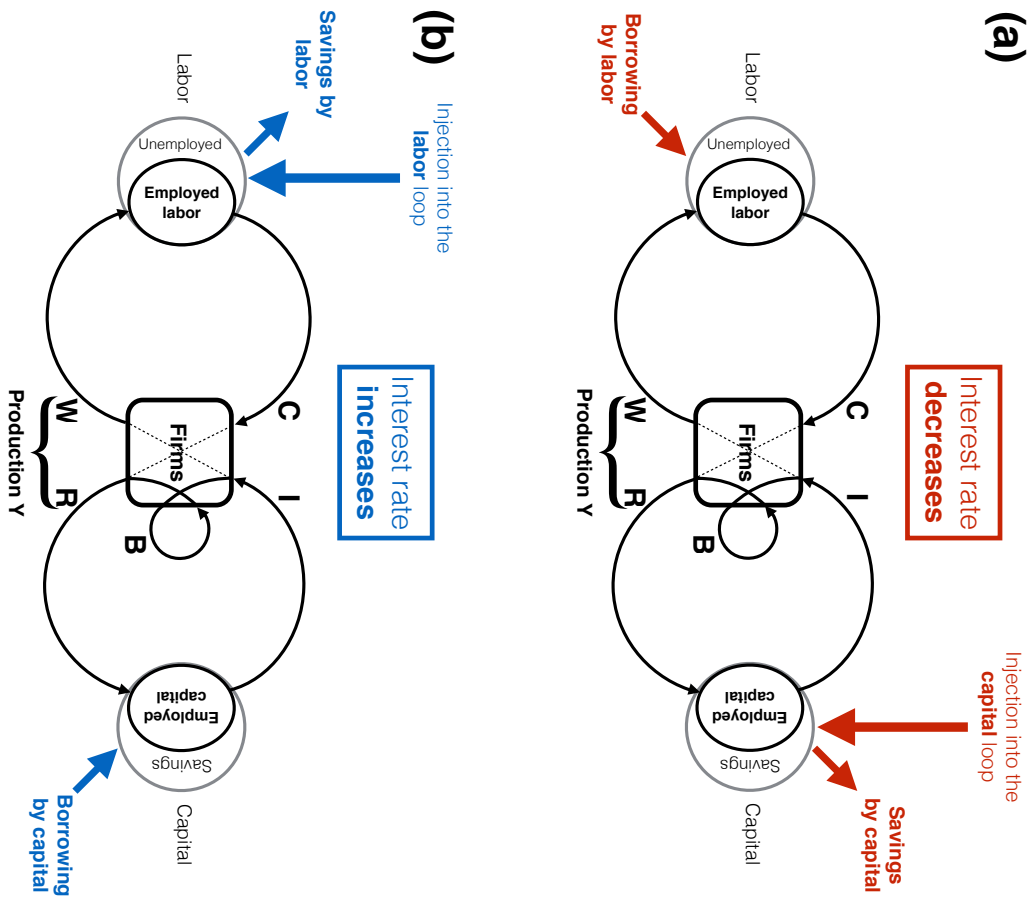 (a)
Interest rate
decreases
Injection into the
capital loop
Borrowing
by labor
Savings
by capital
Labor
Unemployed
Employed
labor
C
I
Firms
B
W
R
Production Y
Employed
capital
Savings
Capital
(b)
Injection into the
labor loop
Interest rate
increases
Savings by
labor
Borrowing
by capital
Labor
Unemployed
Employed
labor
C
I
Firms
B
W
R
Production Y
Employed
capital
Savings
Capital